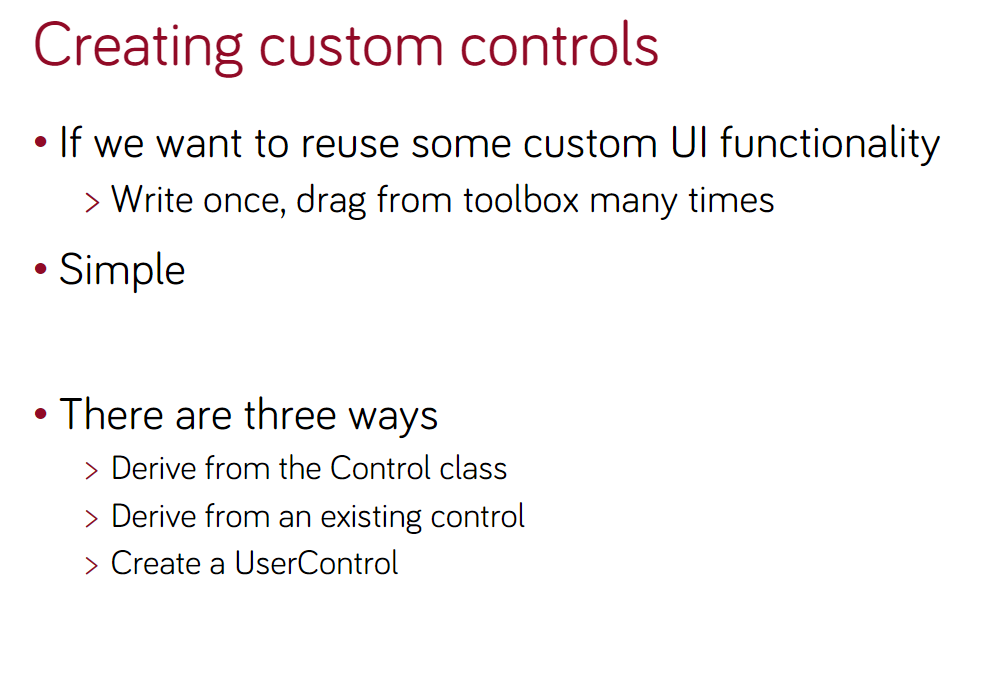 Creating custom controls
• If we want to reuse some custom UI functionality
> Write once, drag from toolbox many times
• Simple
• There are three ways
> Derive from the Control class
> Derive from an existing control
> Create a UserControl